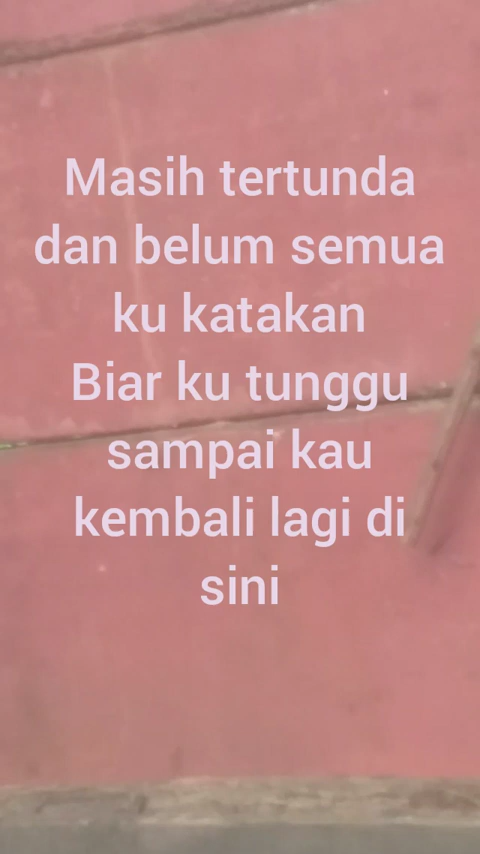 Masih tertunda
dan belum semua
ku katakan
Biar ku tunggu
sampai kau
kembali lagi di
sini